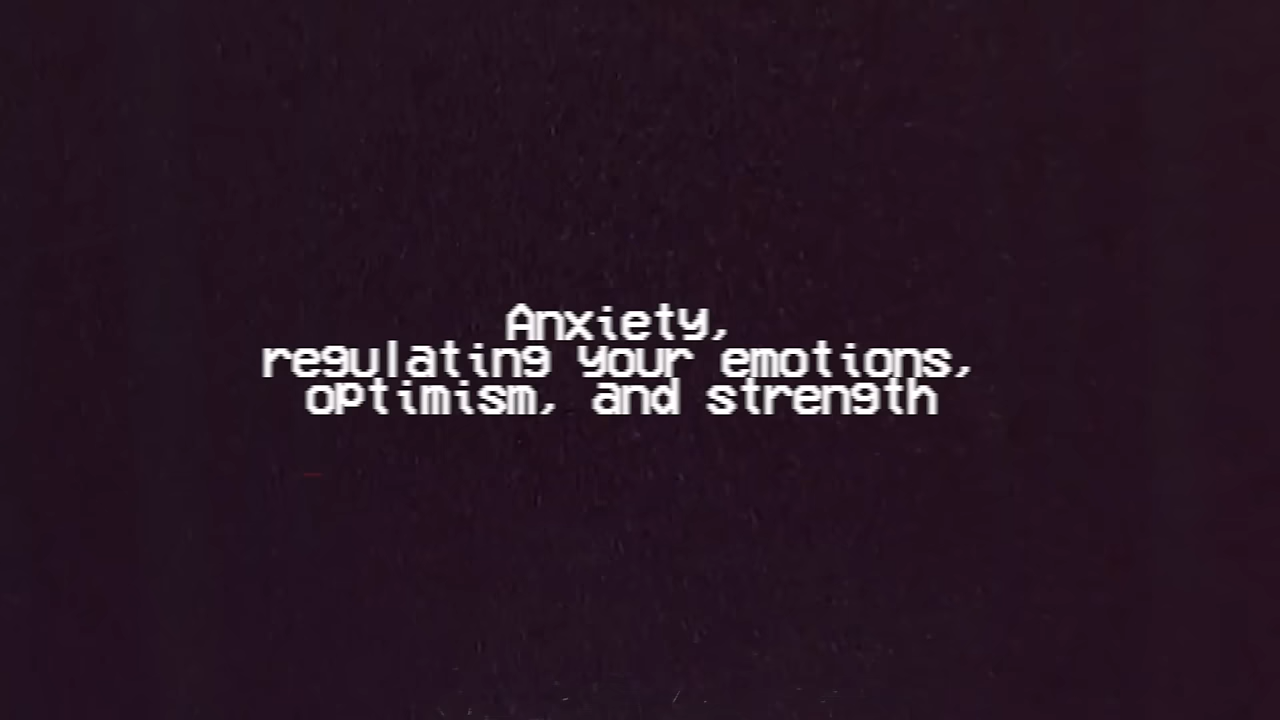 Anxiety,
regulating your emotions,
optimism, and strength